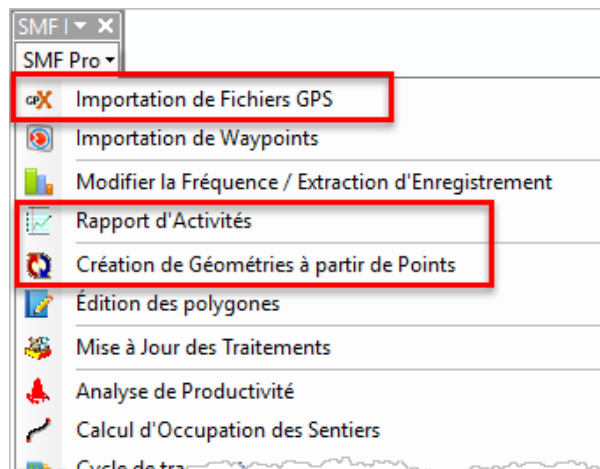 SMF I
SMF Pro
GPX Importation de Fichiers GPS
Importation de Waypoints
Modifier la Fréquence / Extraction d'Enregistrement
Rapport d'Activités
Création de Géométries à partir de Points
Édition des polygones
Mise à Jour des Traitements
Analyse de Productivité
Calcul d'Occupation des Sentiers
Cycle de